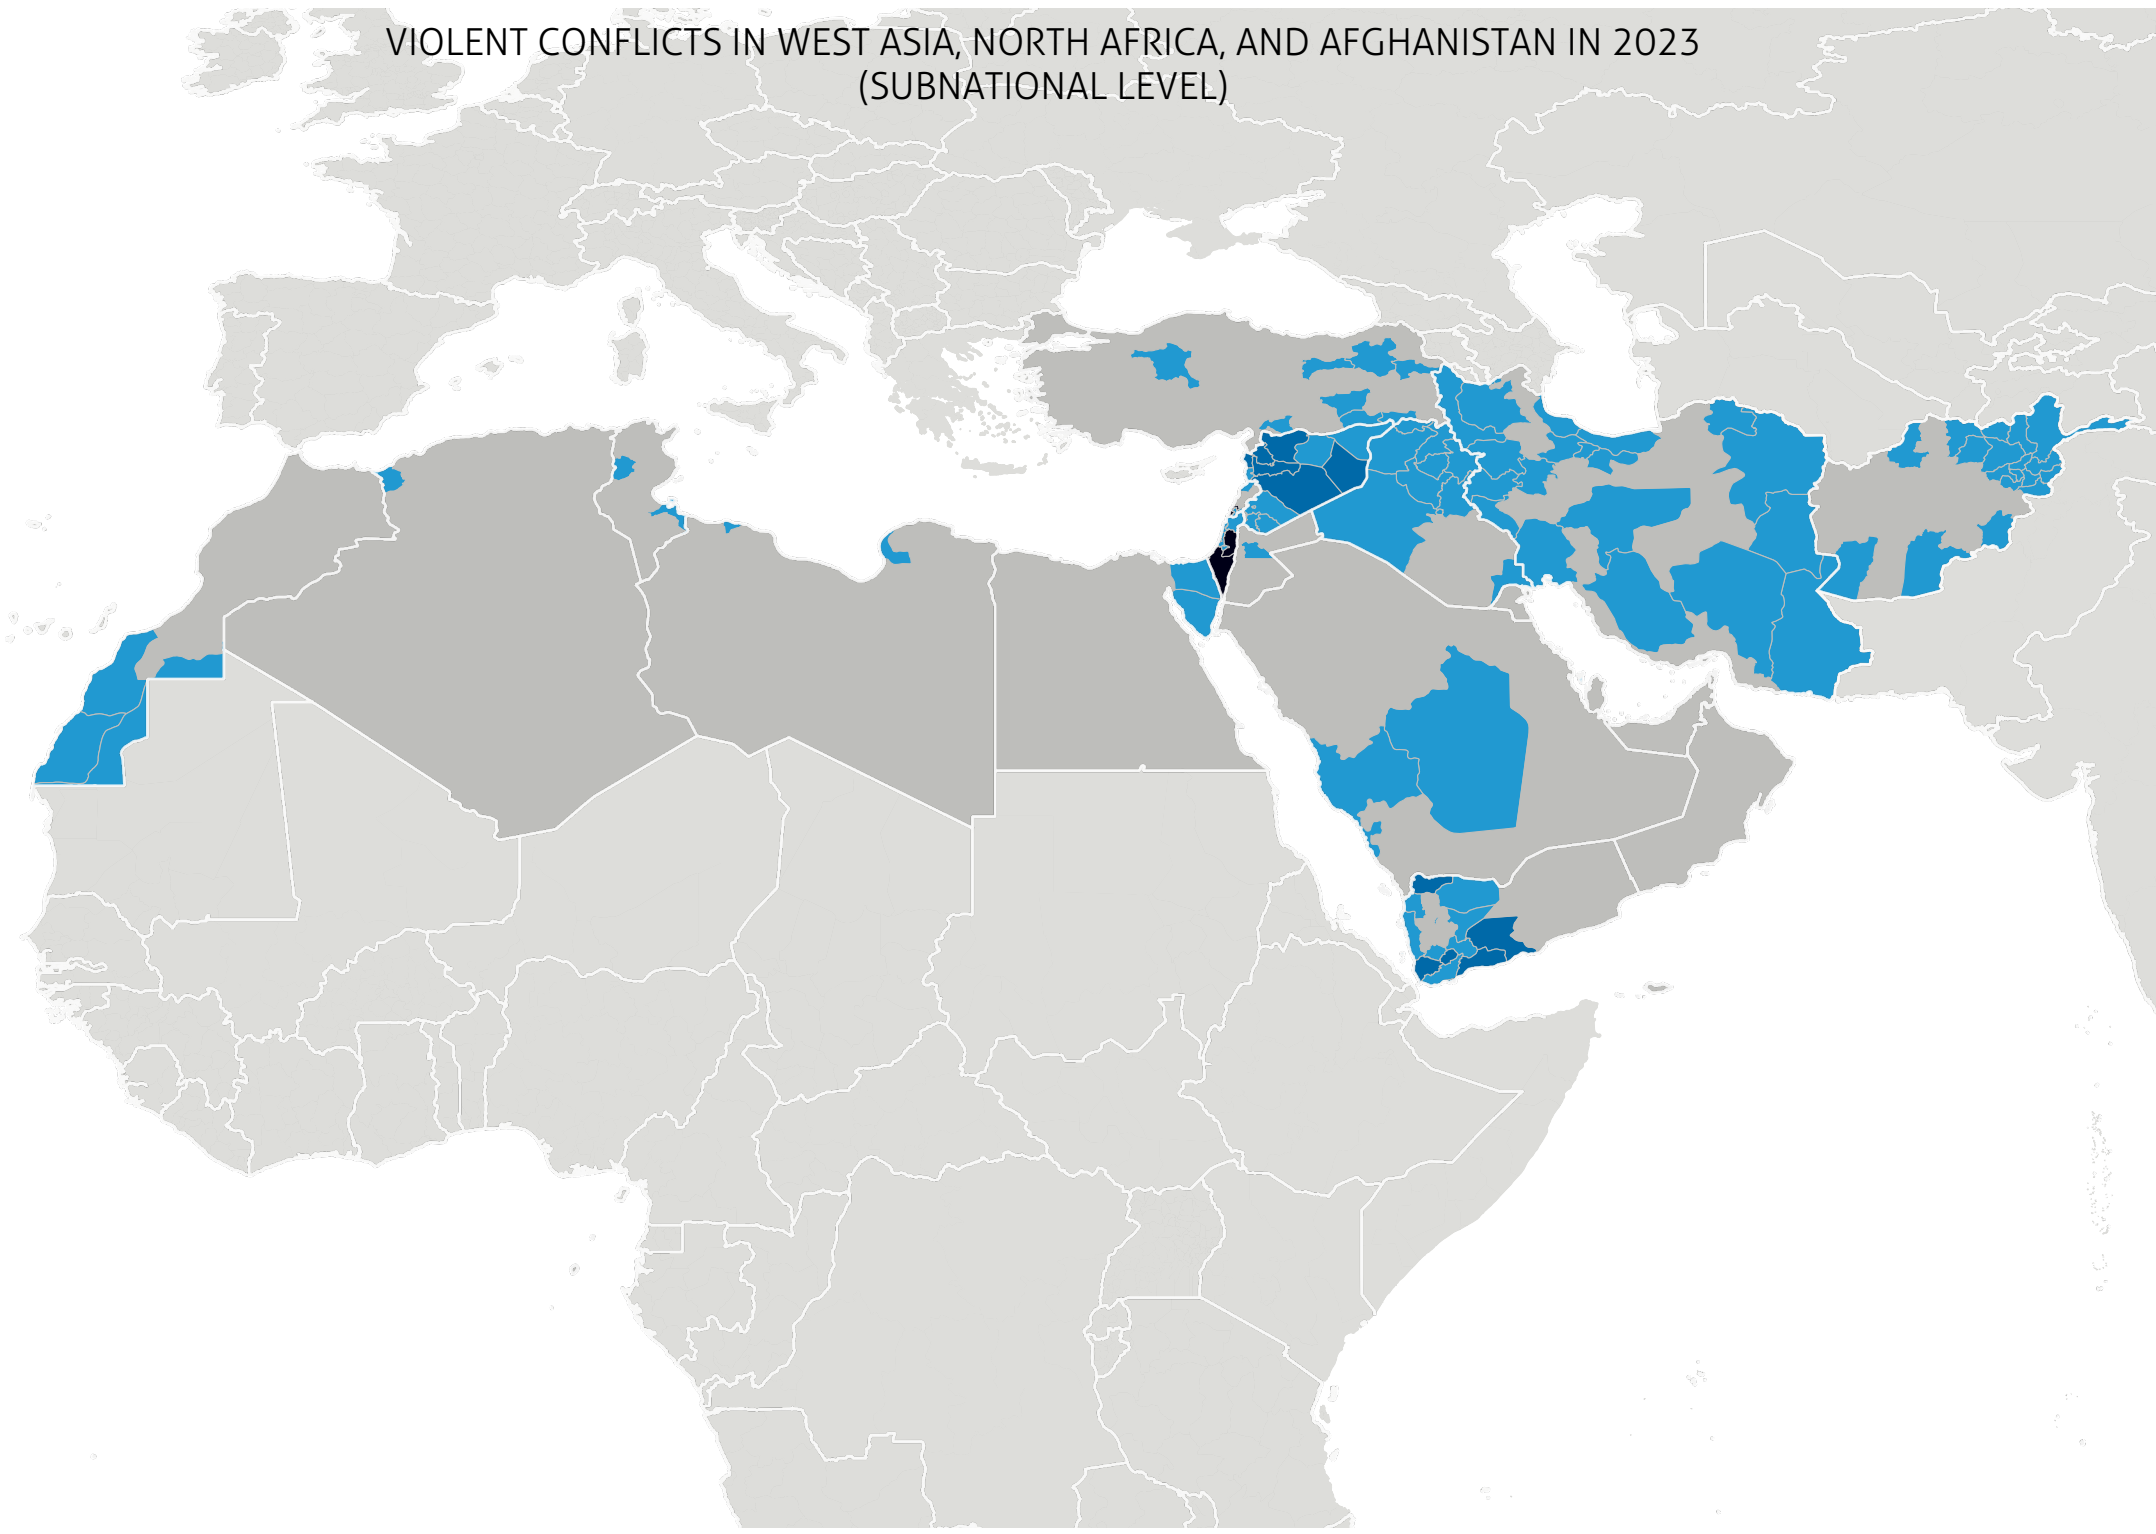 VIOLENT CONFLICTS IN WEST ASIA, NORTH AFRICA, AND AFGHANISTAN IN 2023
(SUBNATIONAL LEVEL)